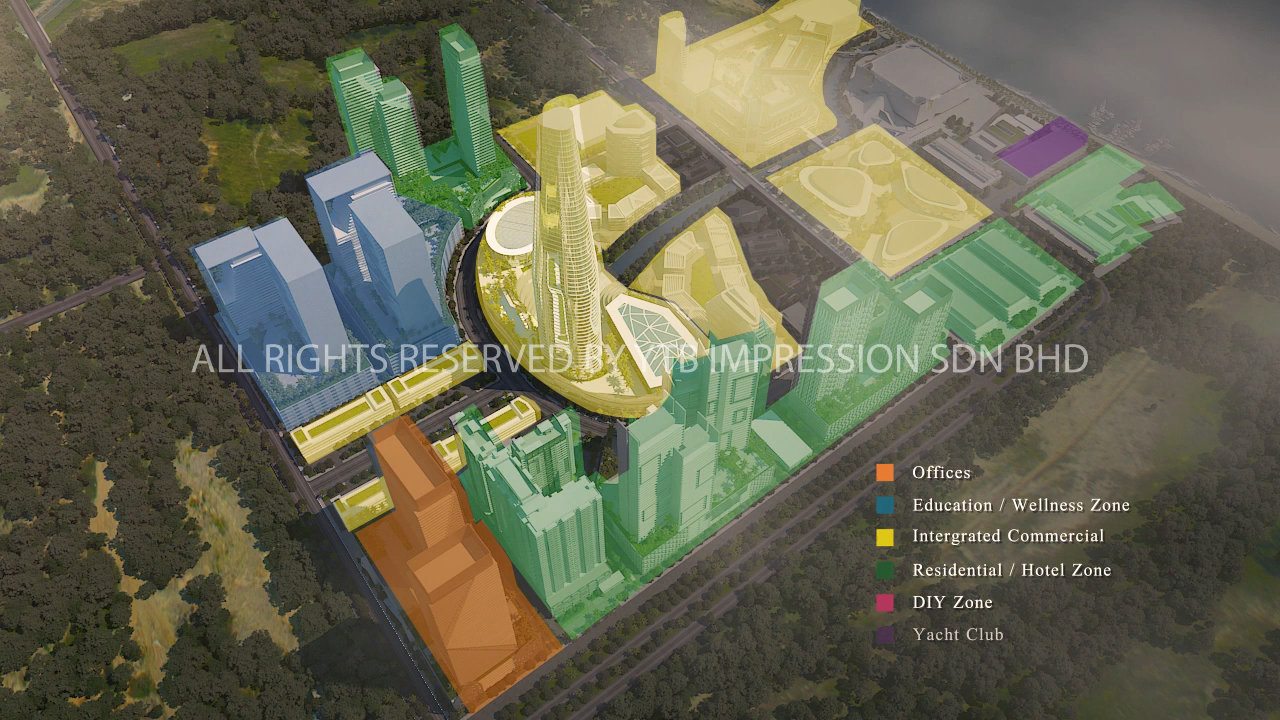 ALL RIGHTS RESERVED BY TB IMPRESSION SDN BHD
Offices
Education / Wellness Zone
Intergrated Commercial
Residential / Hotel Zone
DIY Zone
Yacht Club